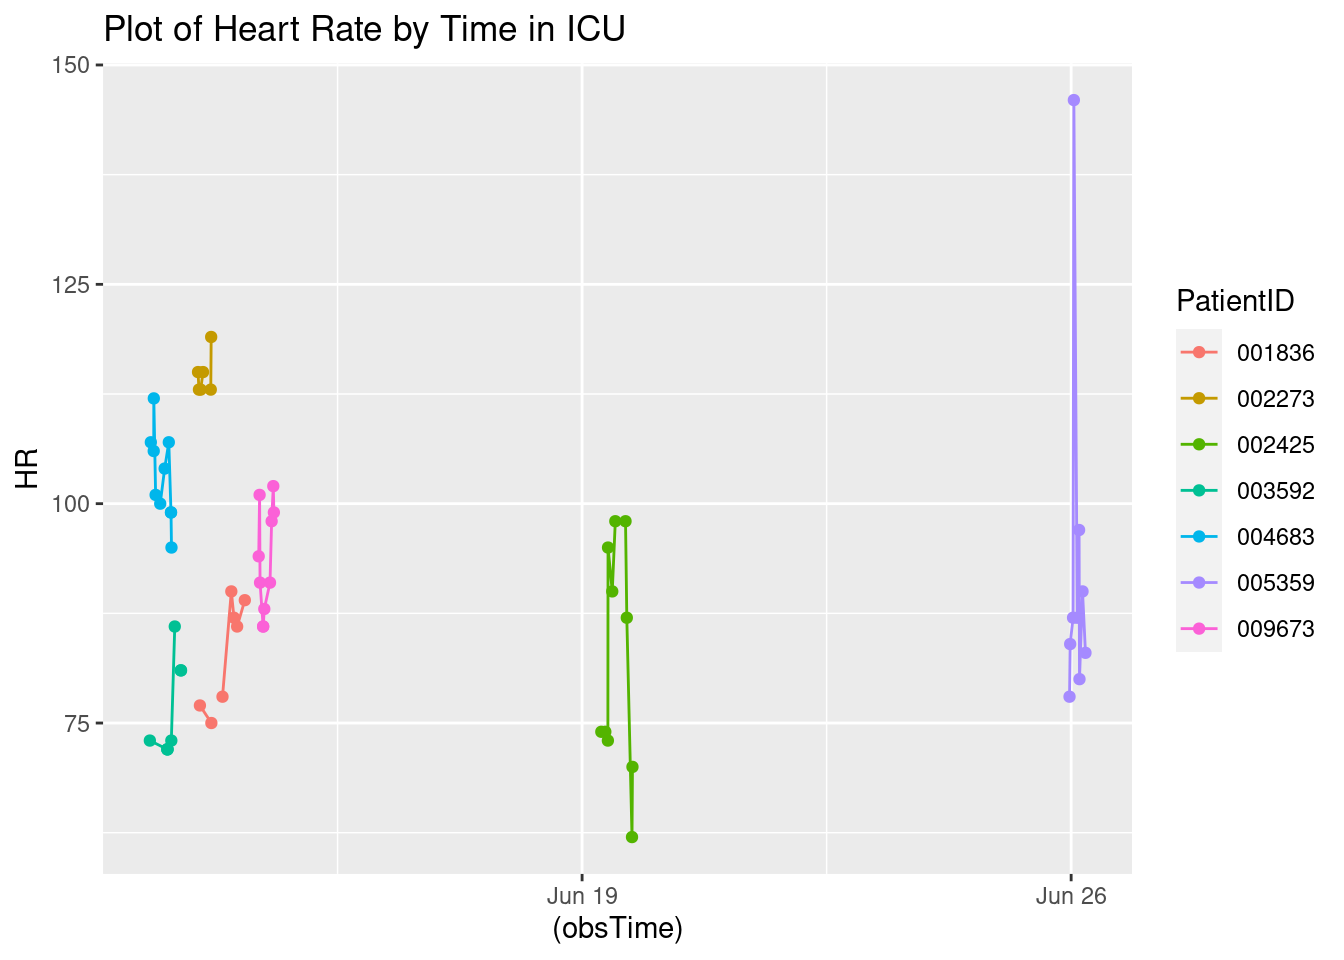 Plot of Heart Rate by Time in ICU
150
125
100
75
HR
Jun 19
Jun 26
(obsTime)
PatientID
001836
002273
002425
003592
004683
005359
009673